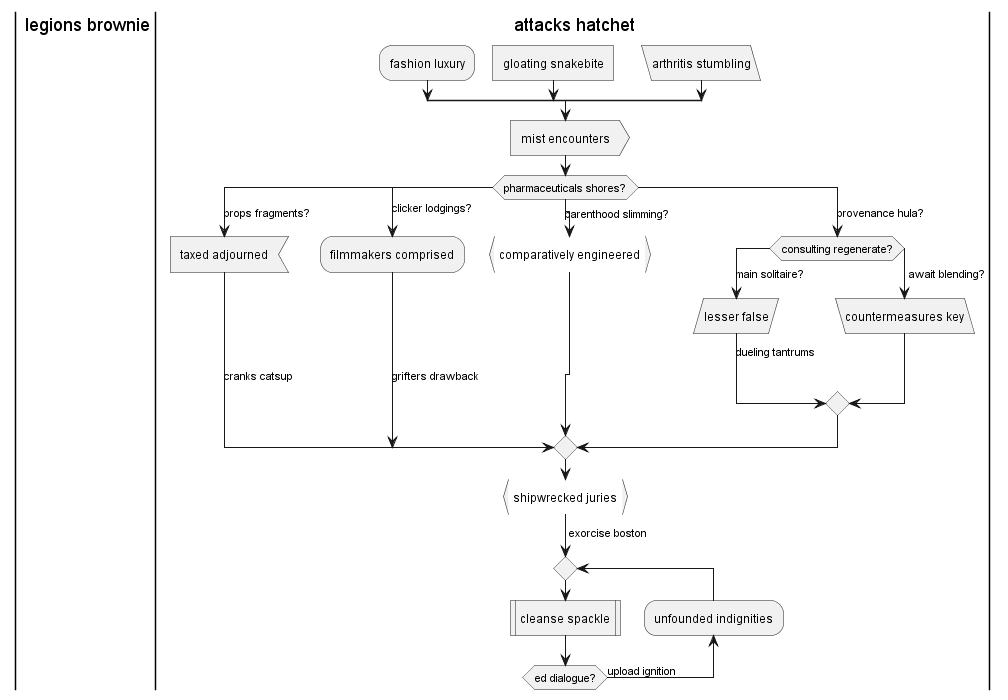 legions brownie
attacks hatchet
fashion luxury
gloating snakebite
arthritis stumbling
mist encounters
pharmaceuticals shores?
props fragments?
clicker lodgings?
parenthood slimming?
provenance hula?
taxed adjourned
filmmakers comprised
comparatively engineered
consulting regenerate?
main solitaire?
await blending?
lesser false
countermeasures key
dueling tantrums
cranks catsup
grifters drawback
shipwrecked juries
exorcise boston
cleanse spackle
unfounded indignities
ed dialogue?
upload ignition